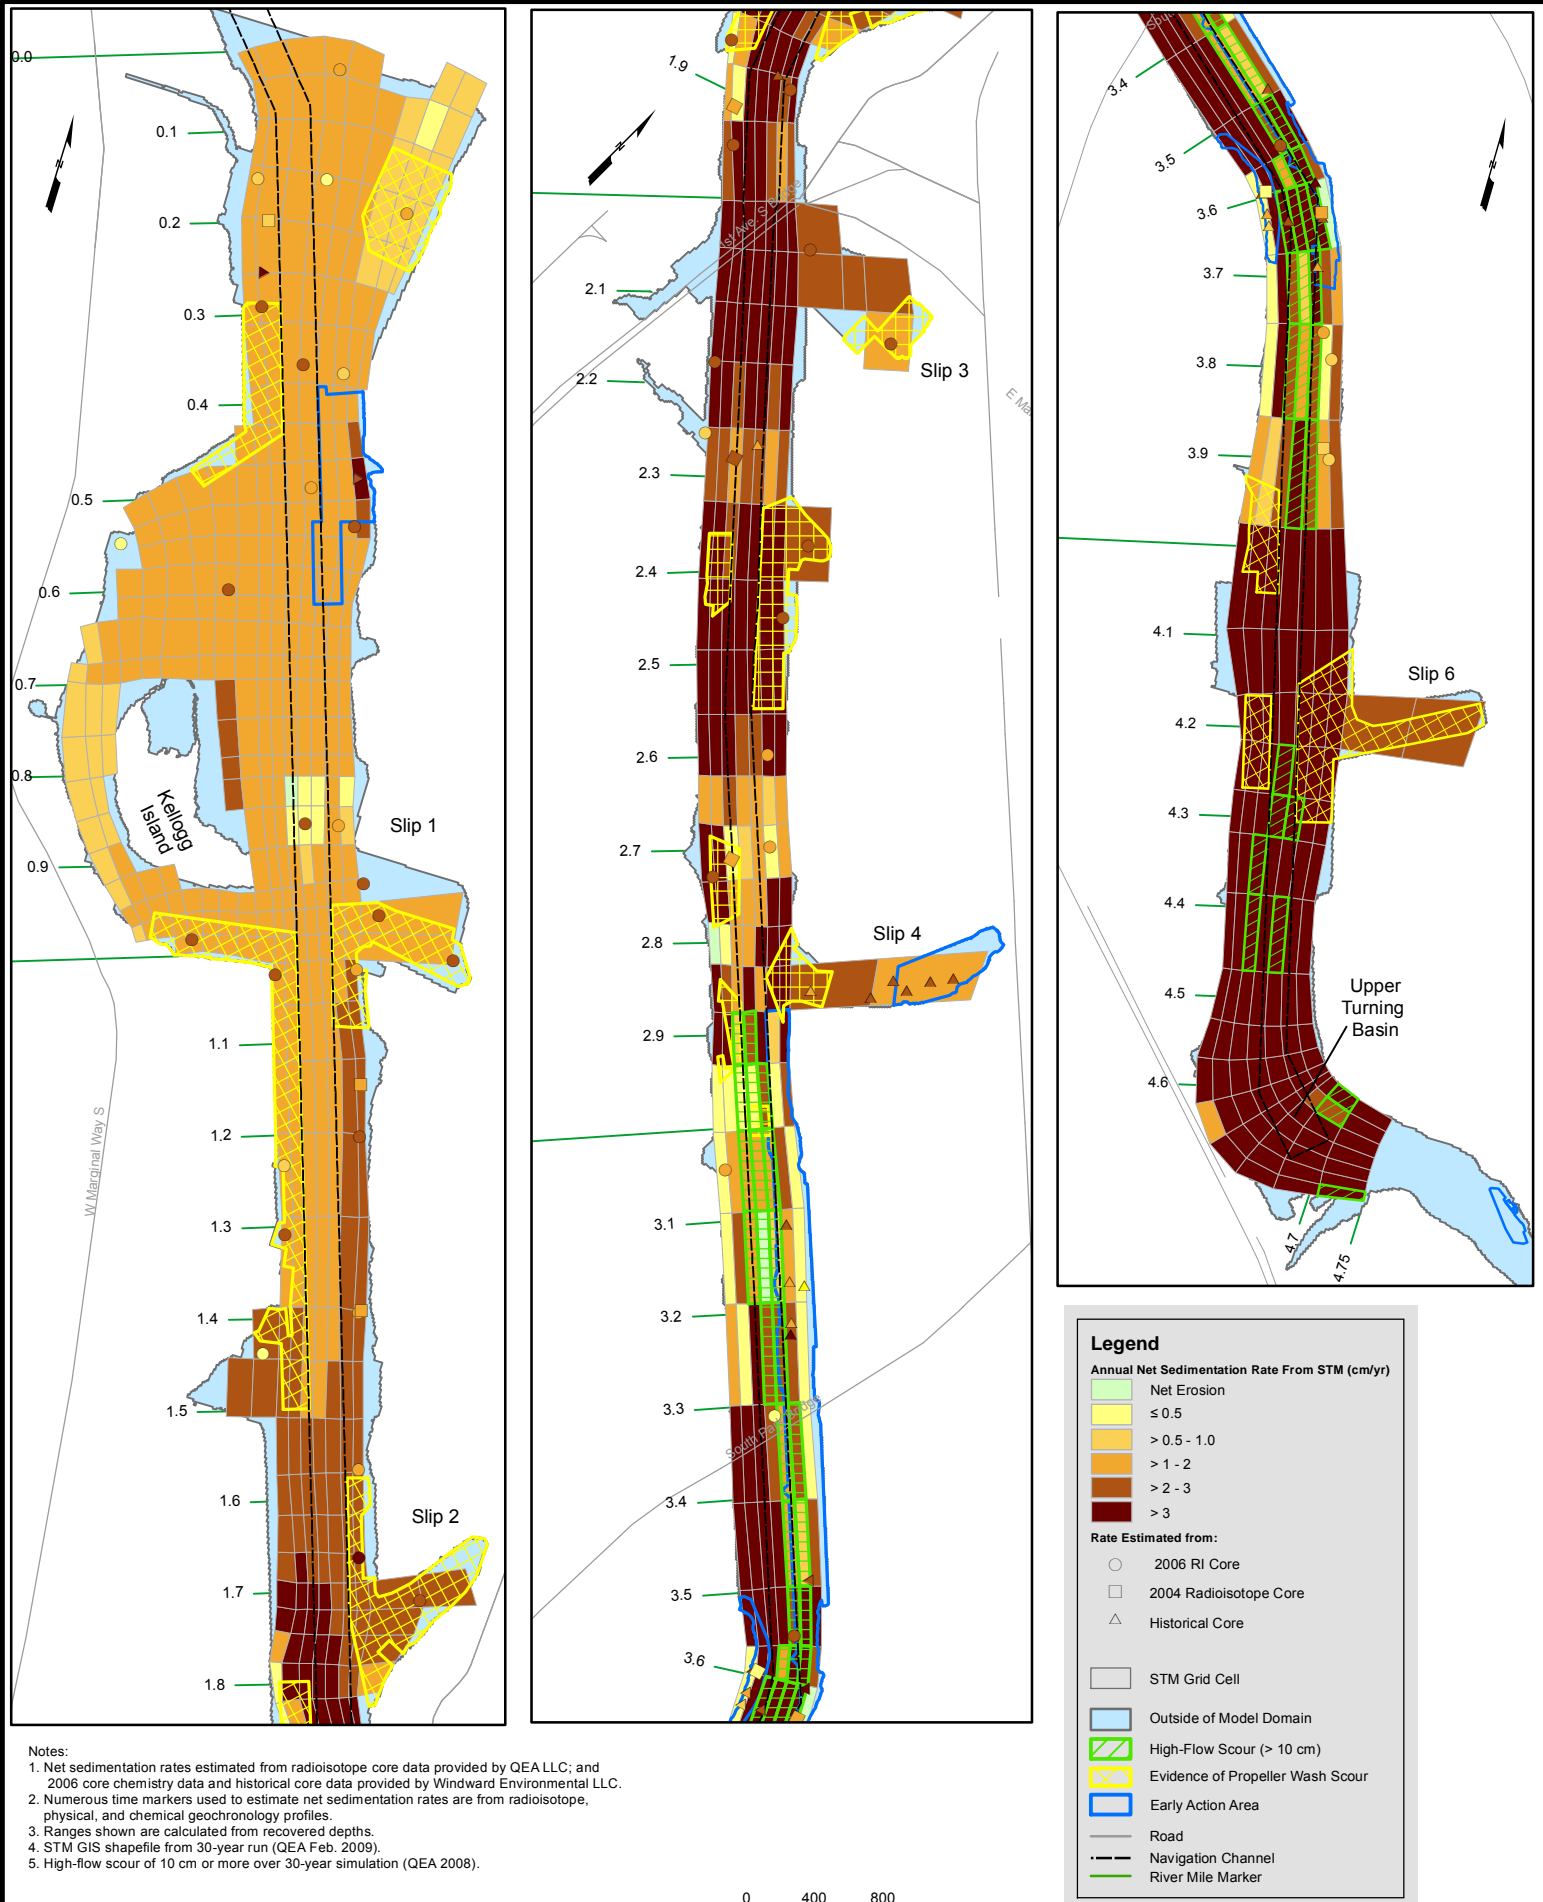 0.0
0.1
0.2
0.3
0.4
0.5
0.6
0.7
0.8
0.9
Kellogg
Island
Slip 1
1.1
1.2
1.3
1.4
1.5
1.6
1.7
1.8
Slip 2
W Marginal Way S
N
1.9
1st Ave. S Bridge
2.1
2.2
Slip 3
E Mar
2.3
2.4
2.5
2.6
2.7
2.8
Slip 4
2.9
3.1
3.2
3.3
South Park Bridge
3.4
3.5
3.6
N
Sou
3.4
3.5
3.6
3.7
3.8
3.9
4.1
Slip 6
4.2
4.3
4.4
4.5
Upper
Turning
Basin
4.6
4.7
4.75
N
Legend
Annual Net Sedimentation Rate From STM (cm/yr)
Net Erosion
≤ 0.5
> 0.5 - 1.0
> 1 - 2
> 2 - 3
> 3
Rate Estimated from:
2006 RI Core
2004 Radioisotope Core
Historical Core
STM Grid Cell
Outside of Model Domain
High-Flow Scour (> 10 cm)
Evidence of Propeller Wash Scour
Early Action Area
Road
Navigation Channel
River Mile Marker
Notes:
1. Net sedimentation rates estimated from radioisotope core data provided by QEA LLC; and
2006 core chemistry data and historical core data provided by Windward Environmental LLC.
2. Numerous time markers used to estimate net sedimentation rates are from radioisotope,
physical, and chemical geochronology profiles.
3. Ranges shown are calculated from recovered depths.
4. STM GIS shapefile from 30-year run (QEA Feb. 2009).
5. High-flow scour of 10 cm or more over 30-year simulation (QEA 2008).
0 400 800